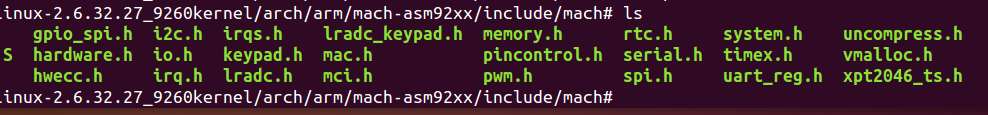 linux-2.6.32.27_9260kernel/arch/arm/mach-asm92xx/include/mach# ls
gpio_spi.h i2c.h irqs.h lradc_keypad.h memory.h rtc.h system.h uncompress.h
S hardware.h io.h keypad.h mac.h pincontrol.h serial.h timex.h vmalloc.h
hwecc.h irq.h lradc.h mci.h pwm.h spi.h uart_reg.h xpt2046_ts.h
linux-2.6.32.27_9260kernel/arch/arm/mach-asm92xx/include/mach#